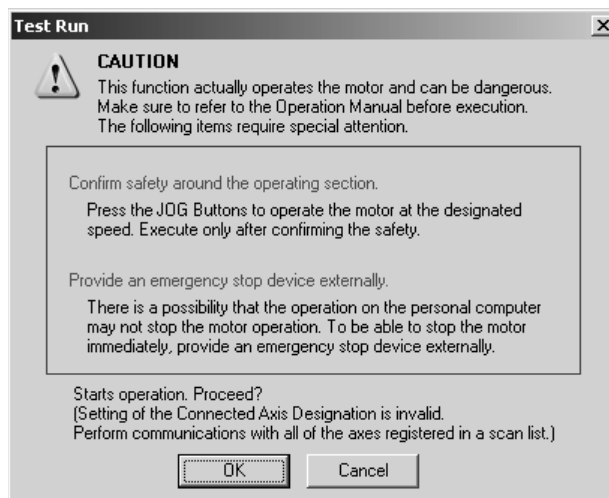 Test Run
CAUTION
This function actually operates the motor and can be dangerous.
Make sure to refer to the Operation Manual before execution.
The following items require special attention.
Confirm safety around the operating section.
Press the JOG Buttons to operate the motor at the designated
speed. Execute only after confirming the safety.
Provide an emergency stop device externally.
There is a possibility that the operation on the personal computer
may not stop the motor operation. To be able to stop the motor
immediately, provide an emergency stop device externally.
Starts operation. Proceed?
(Setting of the Connected Axis Designation is invalid.
Perform communications with all of the axes registered in a scan list.)
OK Cancel